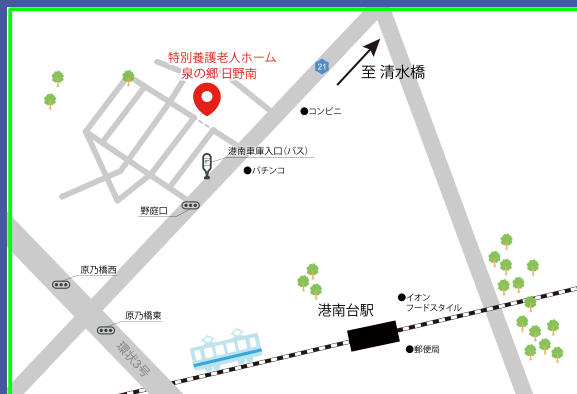 特別養護老人ホーム
泉の郷 日野南
21
至 清水橋
コンビニ
港南車庫入口(バス)
パチンコ
野庭口
原乃橋西
原乃橋東
環状3号
港南台駅
イオン
フードスタイル
郵便局